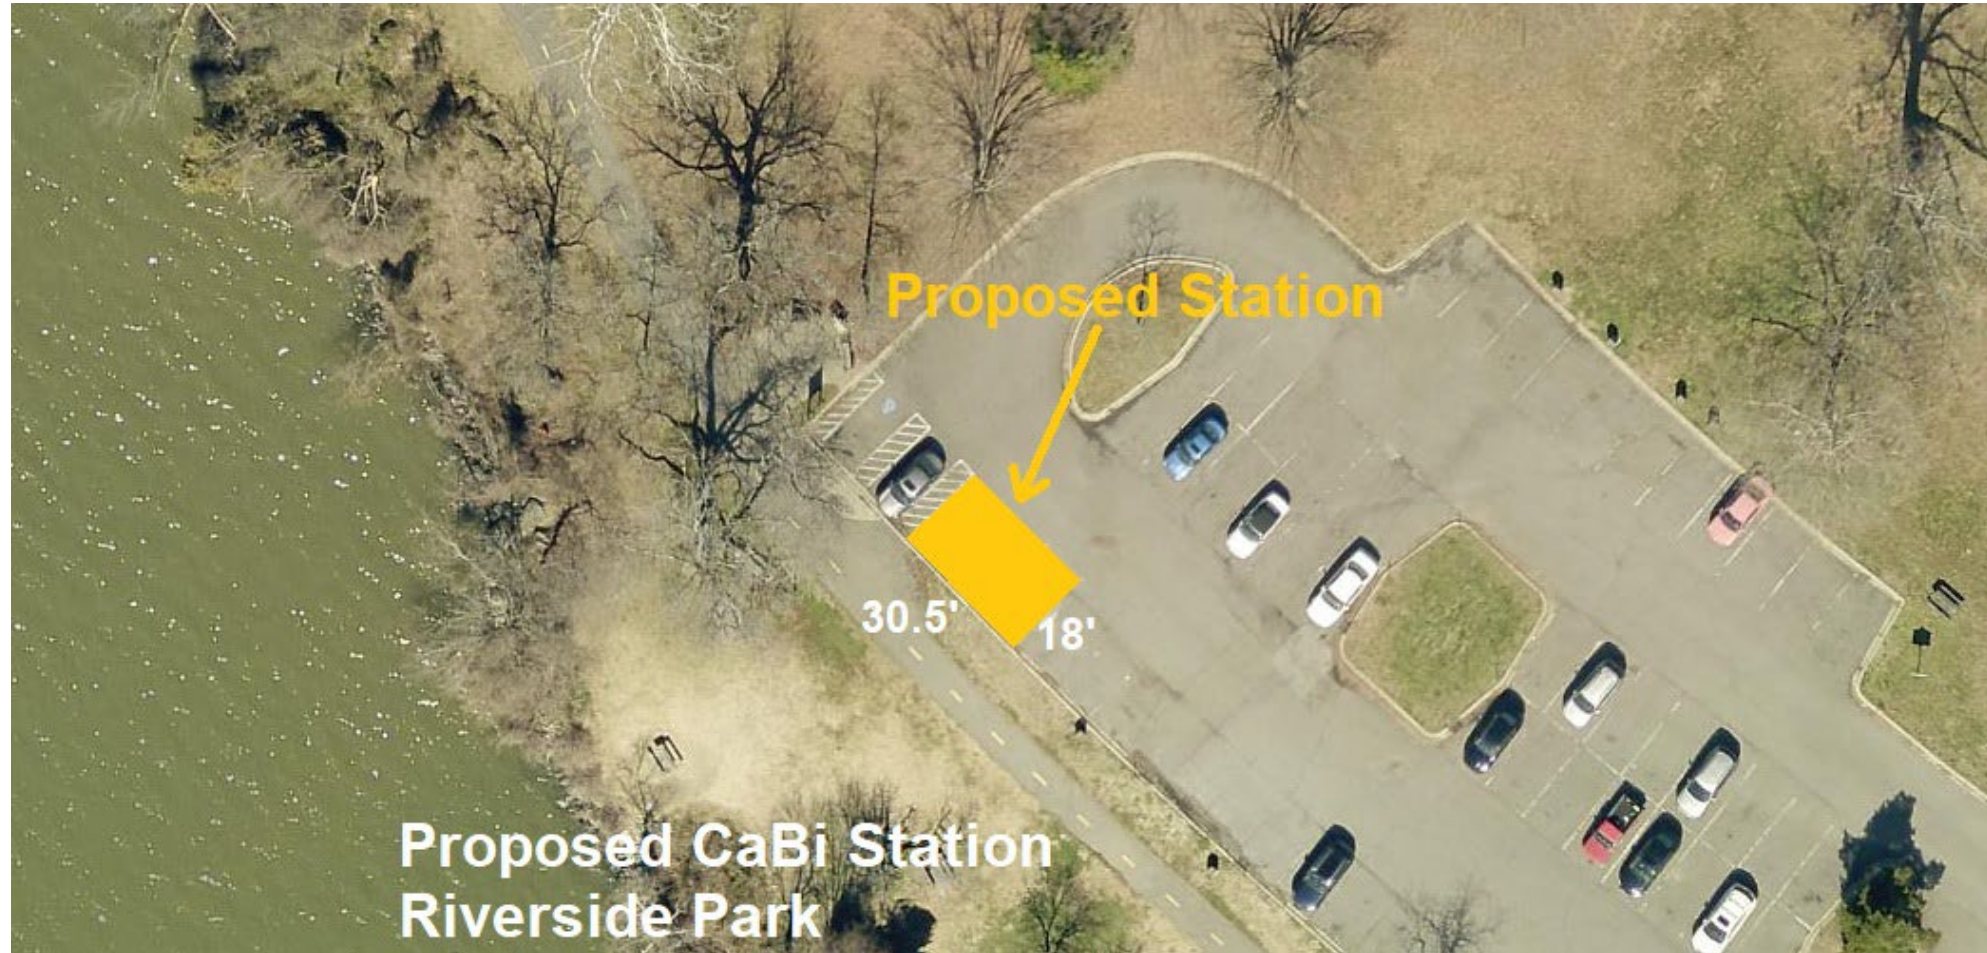 Proposed Station
30.5'
18'
Proposed CaBi Station
Riverside Park